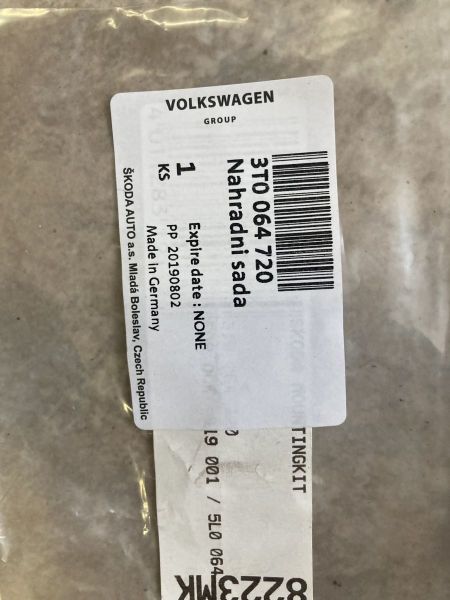 VOLKSWAGEN
GROUP
3T0 064 720
Nahradni sada
1
KS
Expire date : NONE
PP 20190802
Made in Germany
ŠKODA AUTO a.s. Mladá Boleslav, Czech Republic
TINGKIT
19 001 / 5L0 064
8223MK